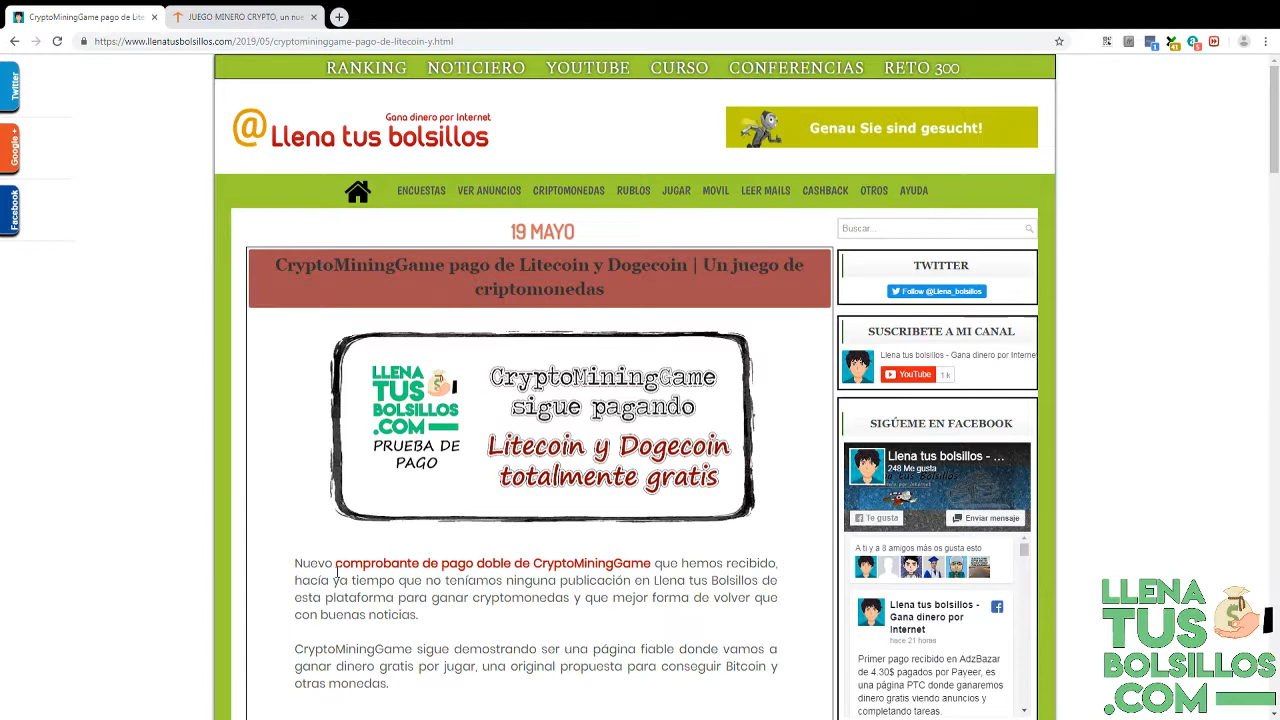 CryptoMiningGame pago de Lite
JUEGO MINERO CRYPTO, un nue
https://www.llenatusbolsillos.com/2019/05/cryptomininggame-pago-de-litecoin-y.html
Twitter
Google +
Facebook
RANKING NOTICIERO YOUTUBE CURSO CONFERENCIAS RETO 300
Gana dinero por Internet
@Llena tus bolsillos
Genau Sie sind gesucht!
ENCUESTAS VER ANUNCIOS CRIPTOMONEDAS RUBLOS JUGAR MOVIL LEER MAILS CASHBACK OTROS AYUDA
19 MAYO
CryptoMiningGame pago de Litecoin y Dogecoin | Un juego de
criptomonedas
LLENA
TUS
BOLSILLOS
.COM
PRUEBA DE
PAGO
CryptoMiningGame
sigue pagando
Litecoin y Dogecoin
totalmente gratis
Nuevo comprobante de pago doble de CryptoMiningGame que hemos recibido,
hacía ya tiempo que no teníamos ninguna publicación en Llena tus Bolsillos de
esta plataforma para ganar cryptomonedas y que mejor forma de volver que
con buenas noticias.
CryptoMiningGame sigue demostrando ser una página fiable donde vamos a
ganar dinero gratis por jugar, una original propuesta para conseguir Bitcoin y
otras monedas.
Buscar...
TWITTER
Follow @Llena_bolsillos
SUSCRIBETE A MI CANAL
Llena tus bolsillos - Gana dinero por Interne
YouTube 1 k
SIGÚEME EN FACEBOOK
Llena tus bolsillos - ...
248 Me gusta
Te gusta
Enviar mensaje
A ti y a 8 amigos más os gusta esto
Llena tus bolsillos -
Gana dinero por
Internet
hace 21 horas
Primer pago recibido en AdzBazar
de 4.30$ pagados por Payeer, es
una página PTC donde ganaremos
dinero gratis viendo anuncios y
completando tareas.
LLENA
TUS
BOLSILLOS
.COM